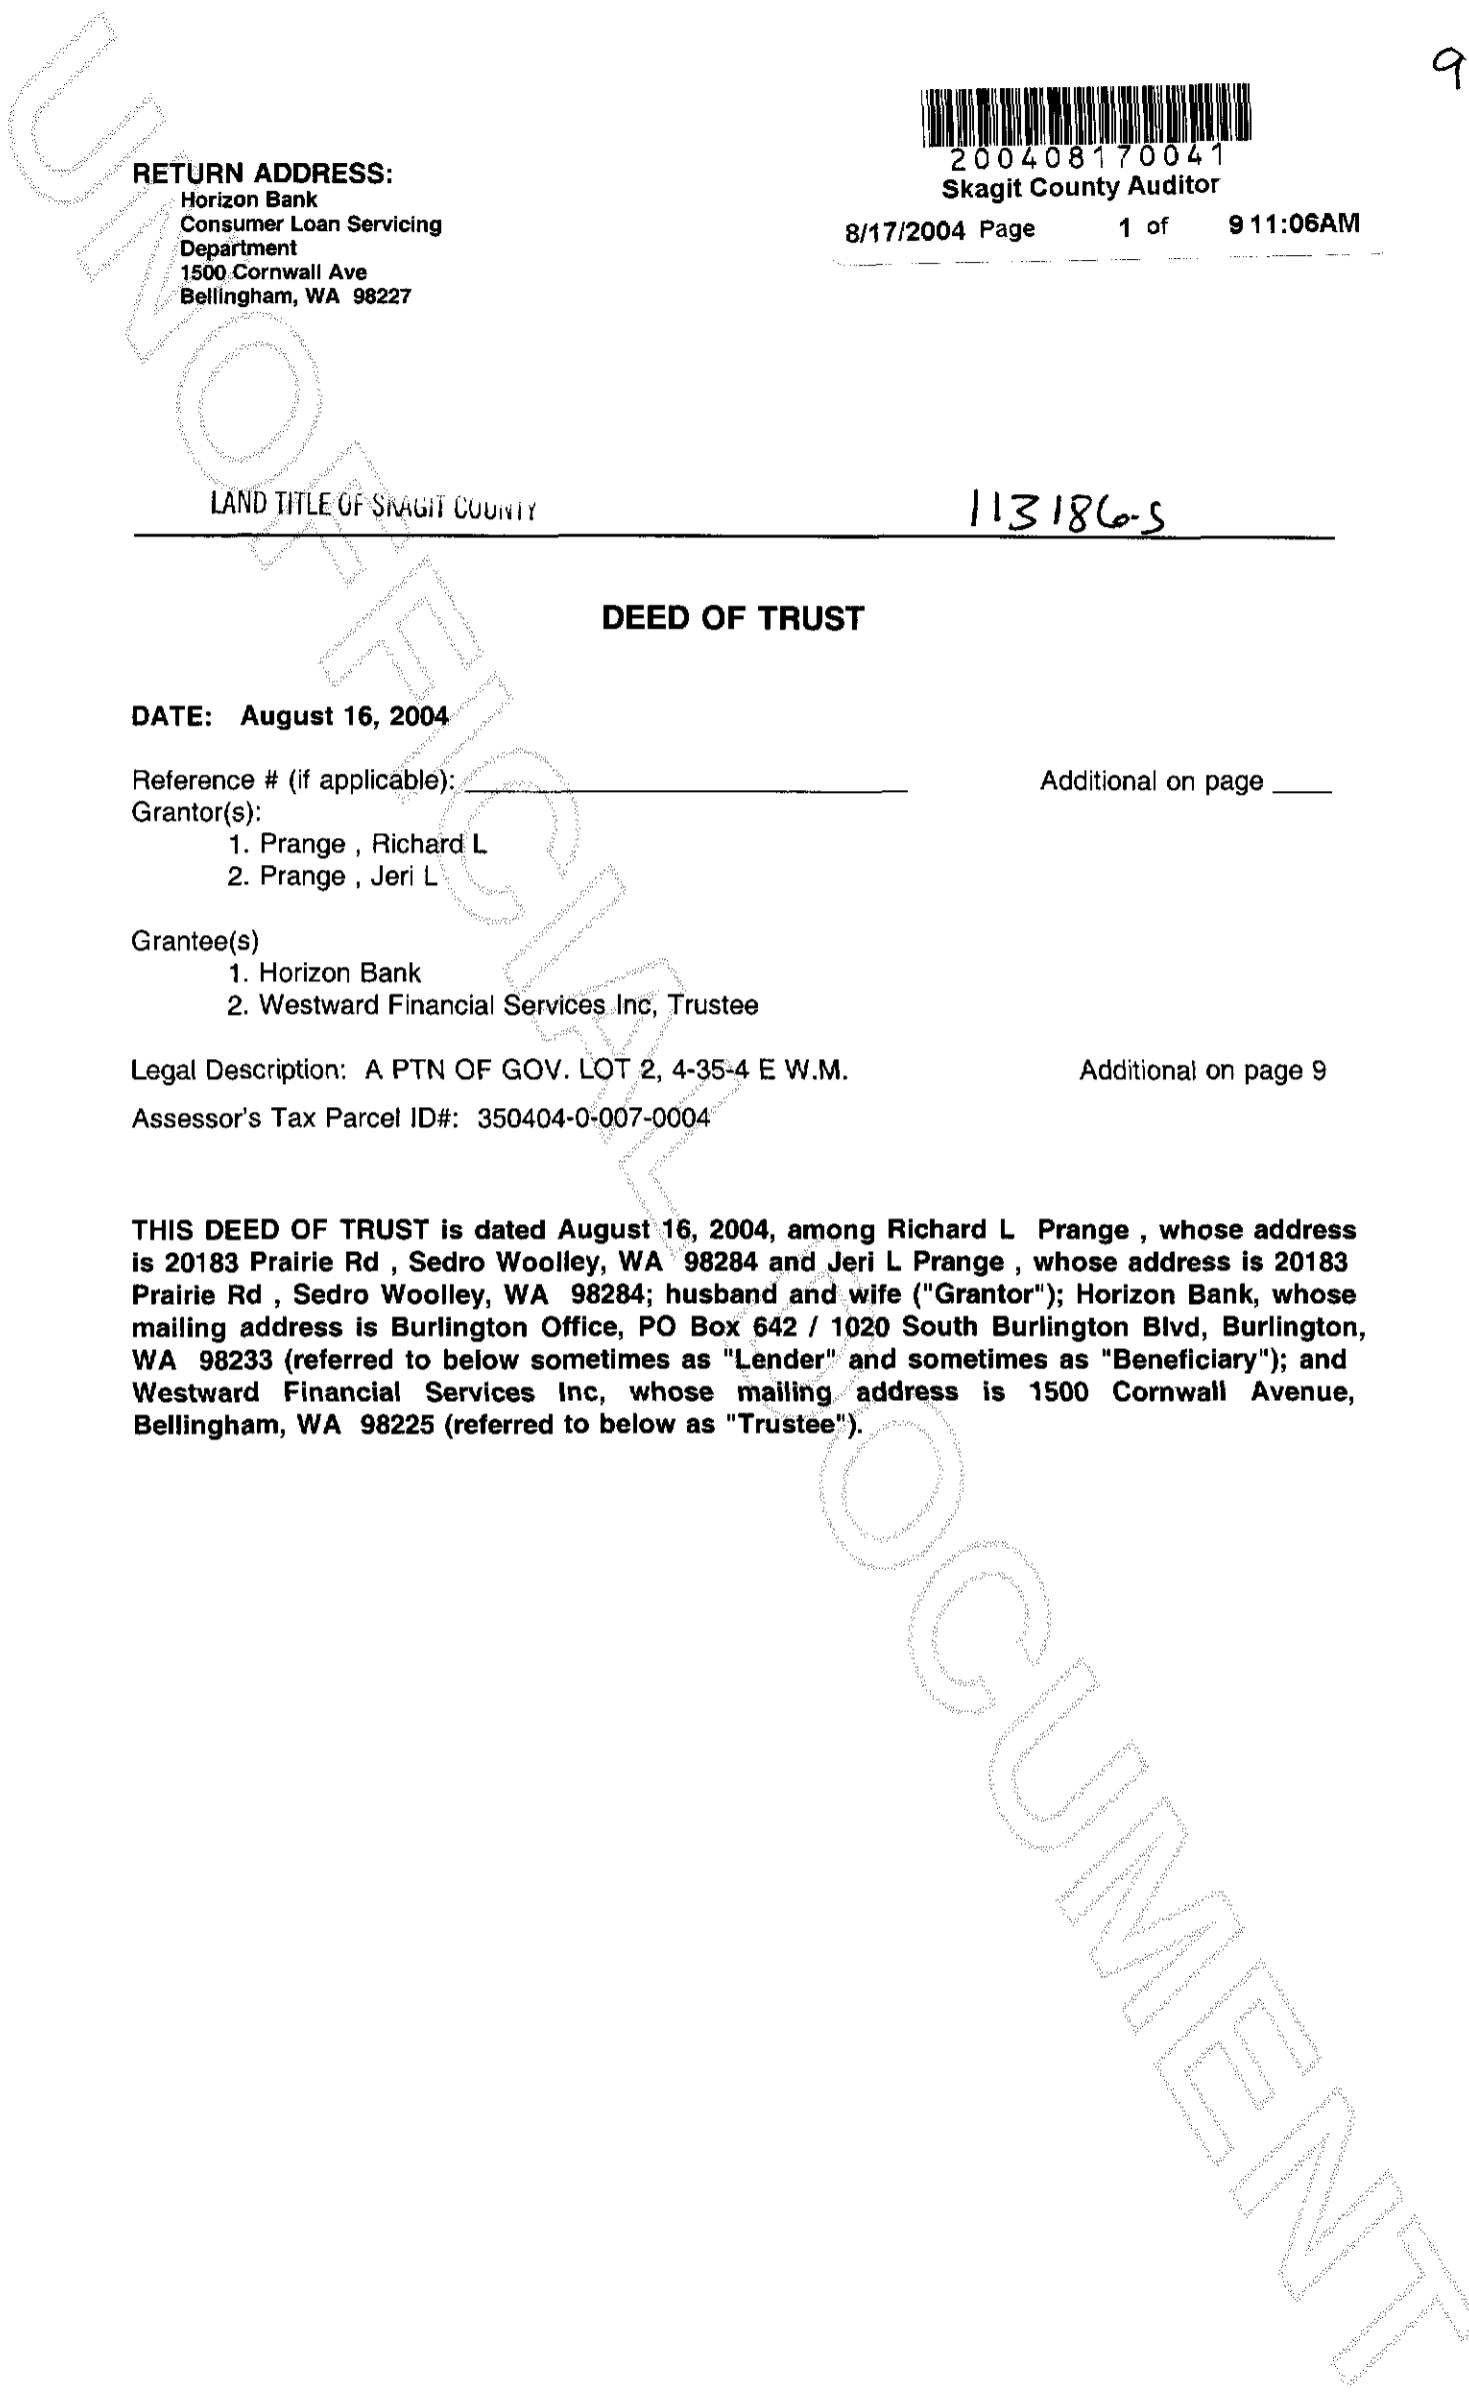 9
200408170041
Skagit County Auditor
8/17/2004 Page 1 of 9 11:06AM
RETURN ADDRESS:
Horizon Bank
Consumer Loan Servicing
Department
1500 Cornwall Ave
Bellingham, WA 98227
LAND TITLE OF SKAGIT COUNTY 113186-S
DEED OF TRUST
DATE: August 16, 2004
Reference # (if applicable): ____________ Additional on page ____
Grantor(s):
1. Prange , Richard L
2. Prange , Jeri L
Grantee(s)
1. Horizon Bank
2. Westward Financial Services Inc, Trustee
Legal Description: A PTN OF GOV. LOT 2, 4-35-4 E W.M. Additional on page 9
Assessor's Tax Parcel ID#: 350404-0-007-0004
THIS DEED OF TRUST is dated August 16, 2004, among Richard L Prange , whose address
is 20183 Prairie Rd , Sedro Woolley, WA 98284 and Jeri L Prange , whose address is 20183
Prairie Rd , Sedro Woolley, WA 98284; husband and wife ("Grantor"); Horizon Bank, whose
mailing address is Burlington Office, PO Box 642 / 1020 South Burlington Blvd, Burlington,
WA 98233 (referred to below sometimes as "Lender" and sometimes as "Beneficiary"); and
Westward Financial Services Inc, whose mailing address is 1500 Cornwall Avenue,
Bellingham, WA 98225 (referred to below as "Trustee").
UNOFFICIAL DOCUMENT